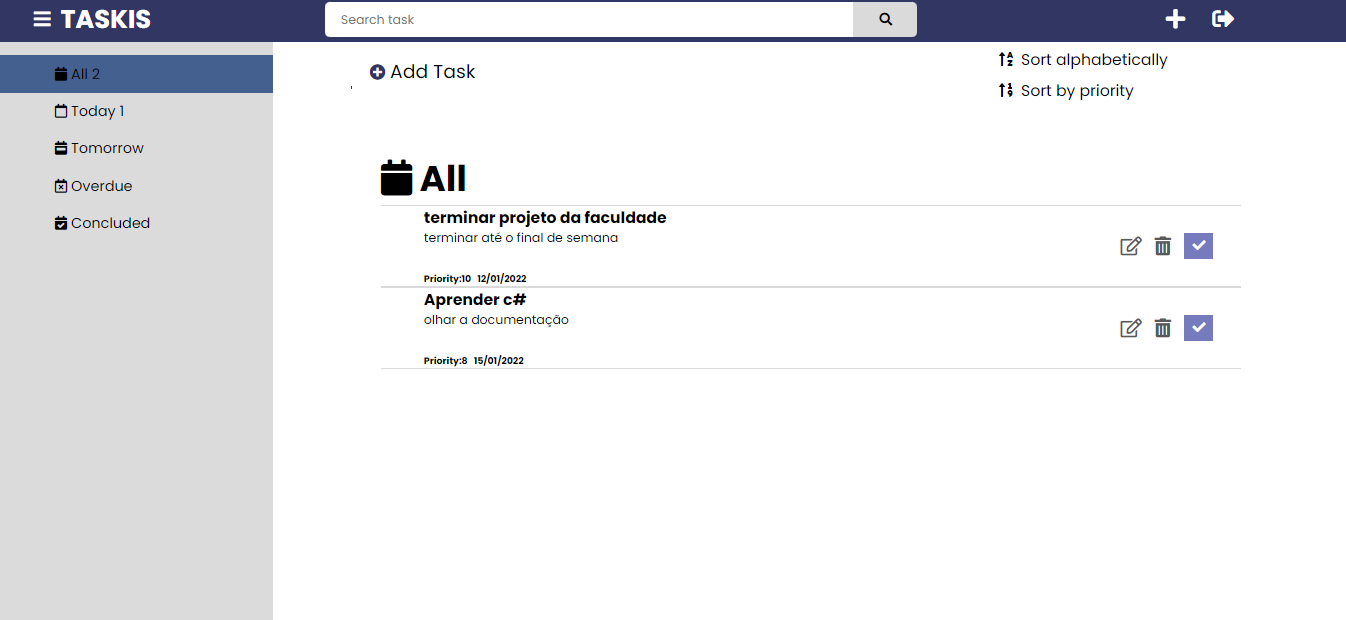 TASKIS
Search task
All 2
Today 1
Tomorrow
Overdue
Concluded
Add Task
Sort alphabetically
Sort by priority
All
terminar projeto da faculdade
terminar até o final de semana
Priority:10 12/01/2022
Aprender c#
olhar a documentação
Priority:8 15/01/2022